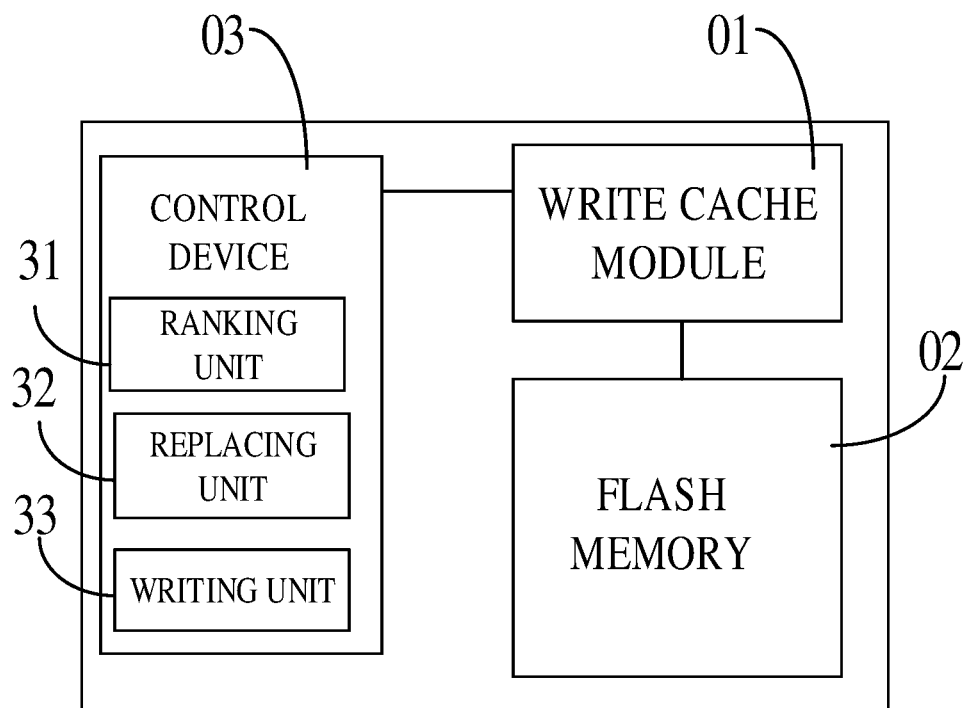 03
01
CONTROL
DEVICE
WRITE CACHE
MODULE
31
RANKING
UNIT
02
32
REPLACING
UNIT
FLASH
MEMORY
33
WRITING UNIT